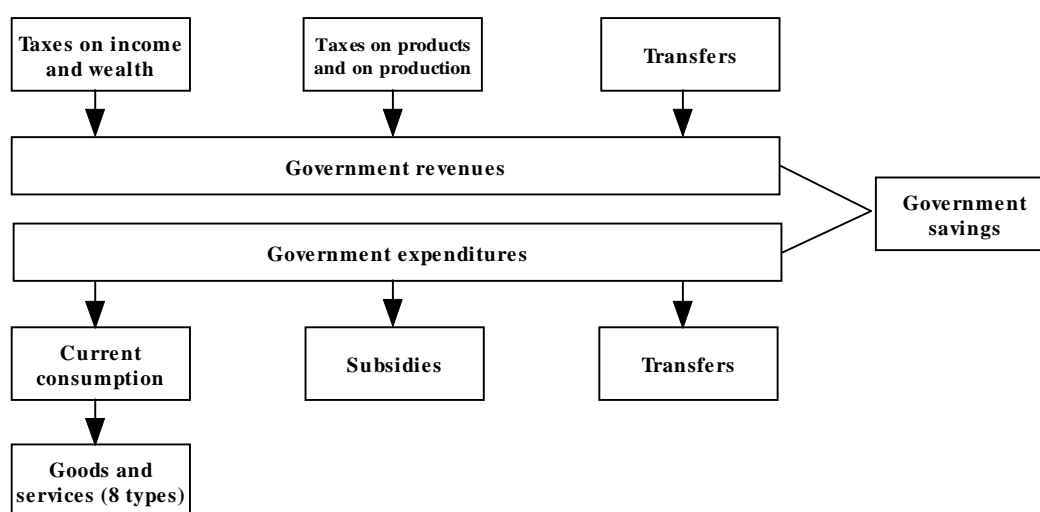 Taxes on income
and wealth
Taxes on products
and on production
Transfers
Government revenues
Government
savings
Government expenditures
Current
consumption
Subsidies
Transfers
Goods and
services (8 types)